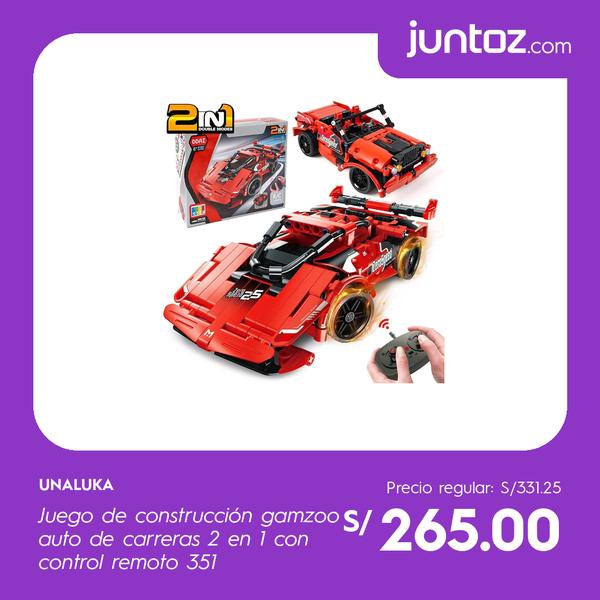 juntoz.com
2IN1
DOUBLE MODES
2IN1
25
UNALUKA
Precio regular: S/331.25
Juego de construcción gamzoo
auto de carreras 2 en 1 con
control remoto 351
S/ 265.00